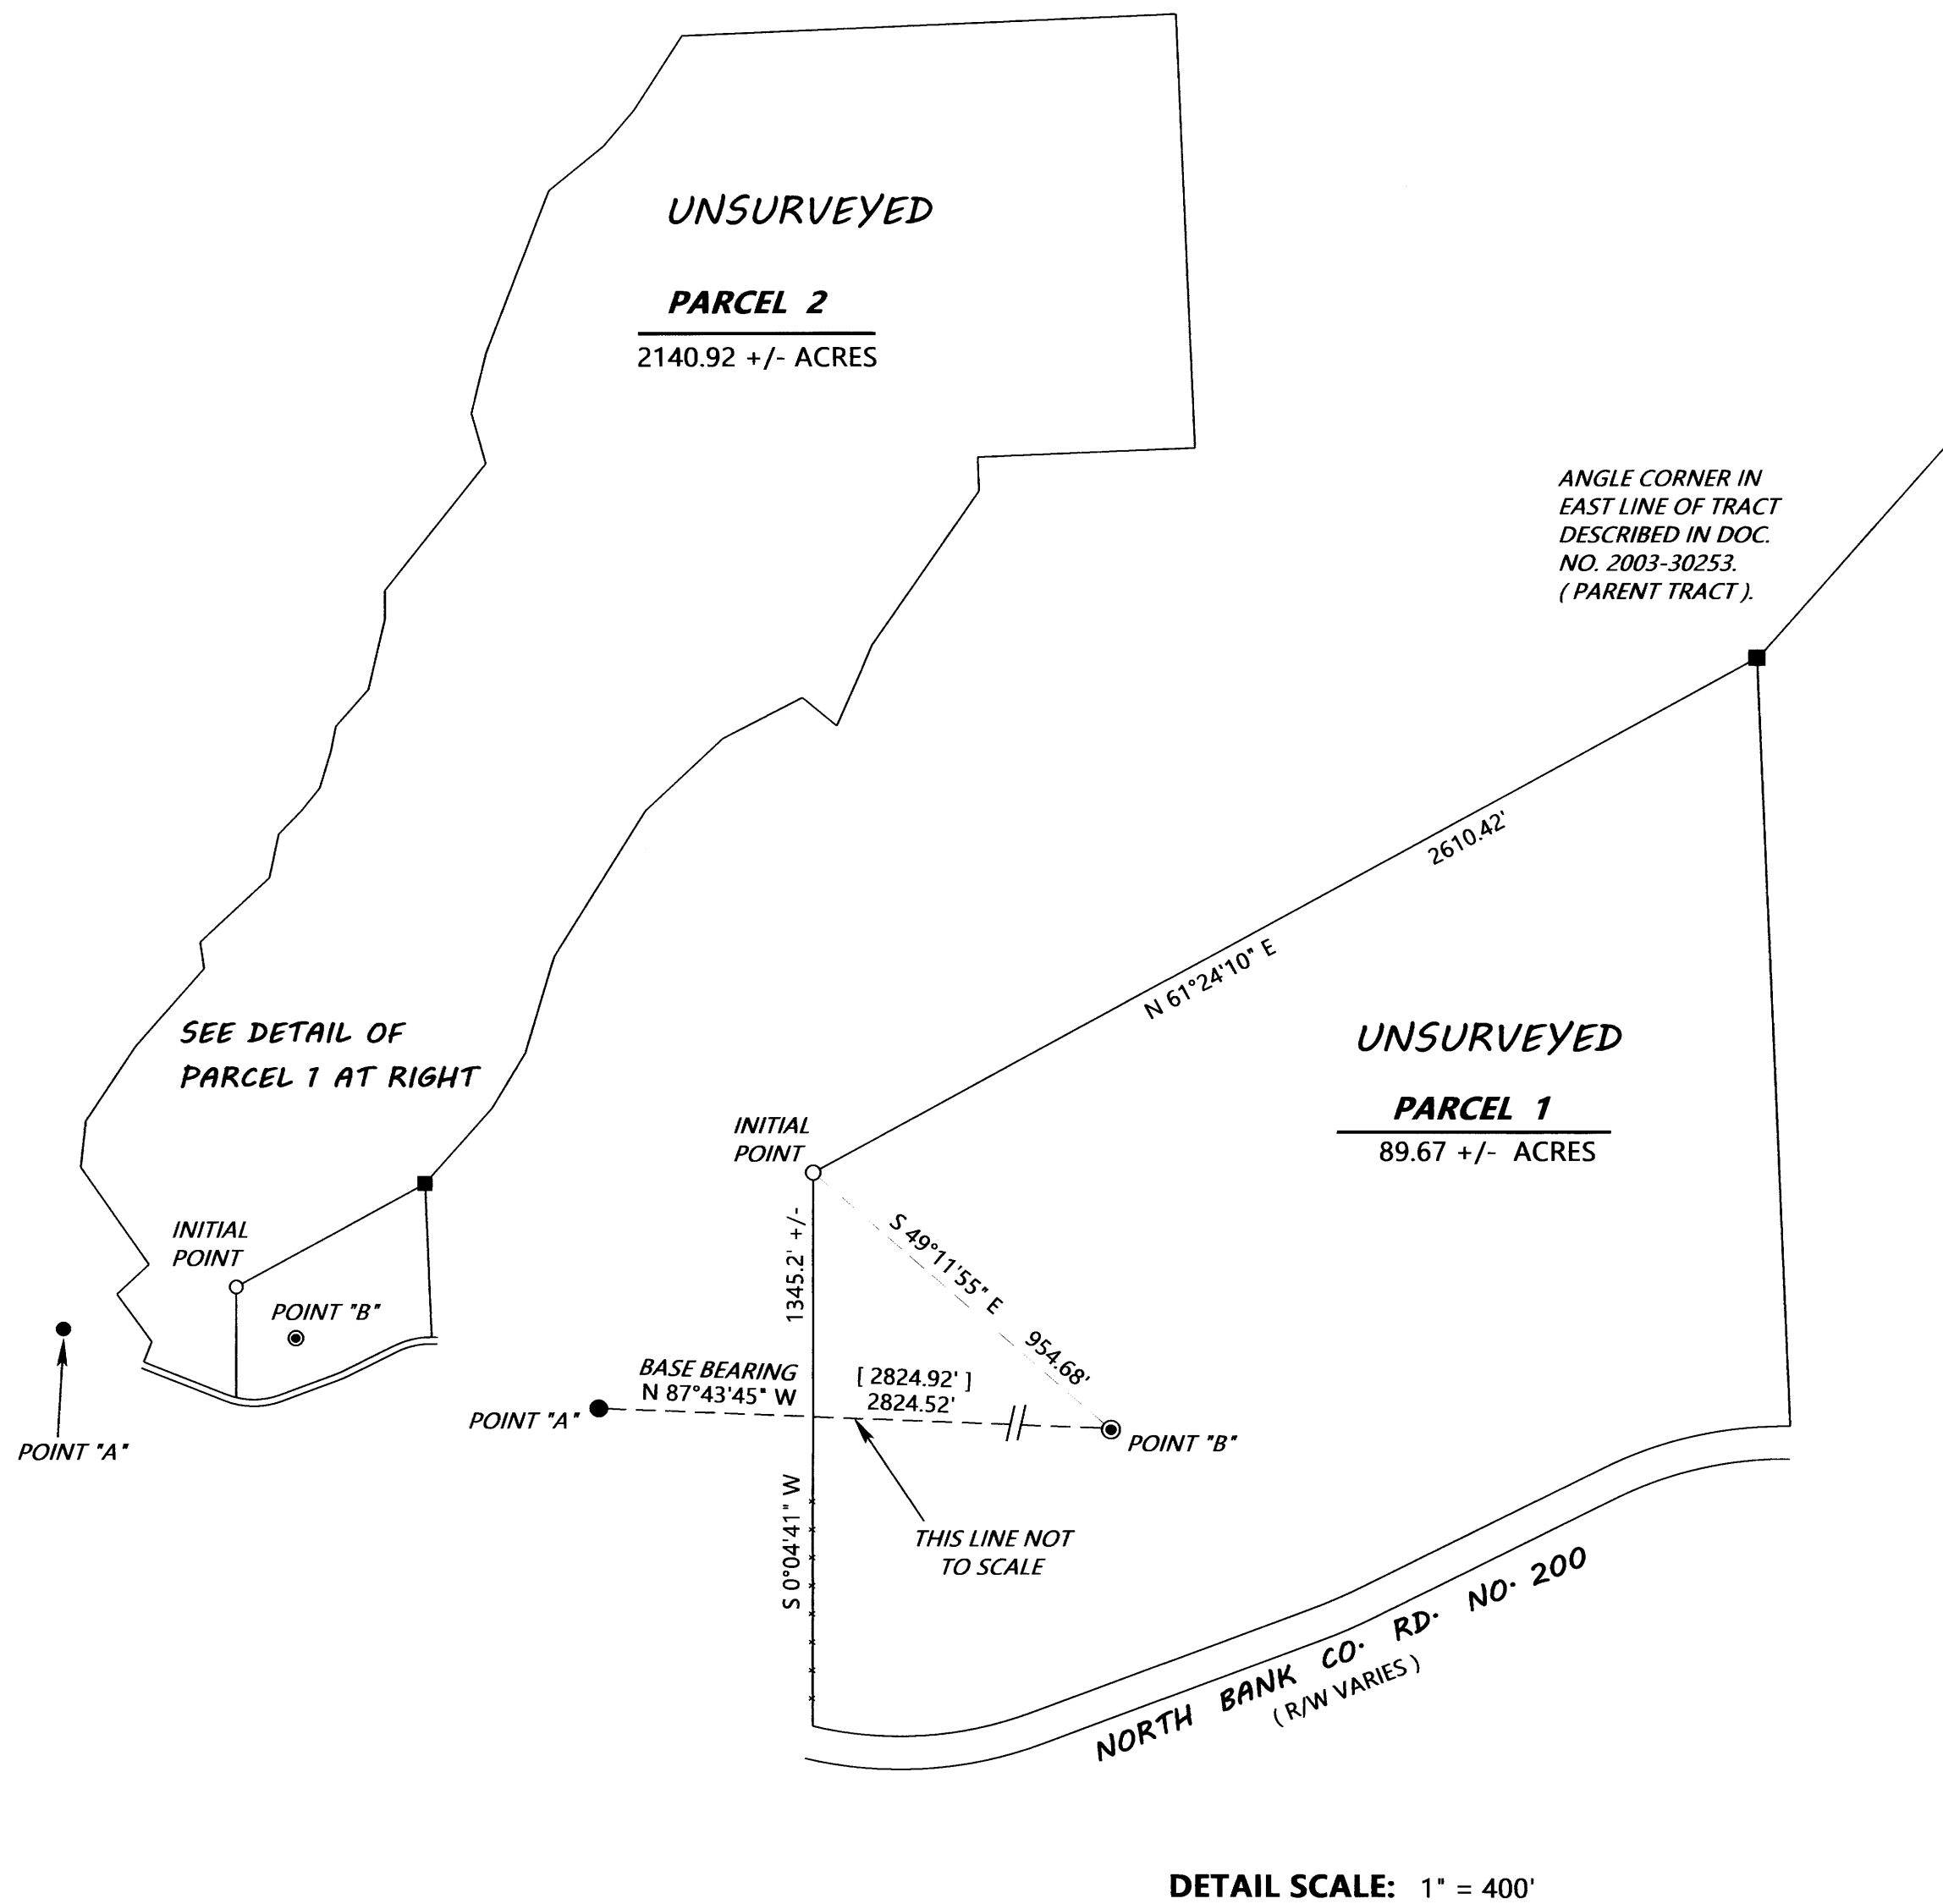 UNSURVEYED
PARCEL 2
2140.92 +/- ACRES
SEE DETAIL OF
PARCEL 1 AT RIGHT
INITIAL
POINT
POINT "B"
POINT "A"
ANGLE CORNER IN
EAST LINE OF TRACT
DESCRIBED IN DOC.
NO. 2003-30253.
( PARENT TRACT ).
2610.42'
N 61°24'10" E
UNSURVEYED
PARCEL 1
89.67 +/- ACRES
INITIAL
POINT
1345.2' +/-
S 0°04'41" W
S 49°11'55" E
954.68'
BASE BEARING
N 87°43'45" W
[ 2824.92' ]
2824.52'
POINT "A"
POINT "B"
THIS LINE NOT
TO SCALE
NORTH BANK CO. RD. NO. 200
( R/W VARIES )
DETAIL SCALE: 1" = 400'